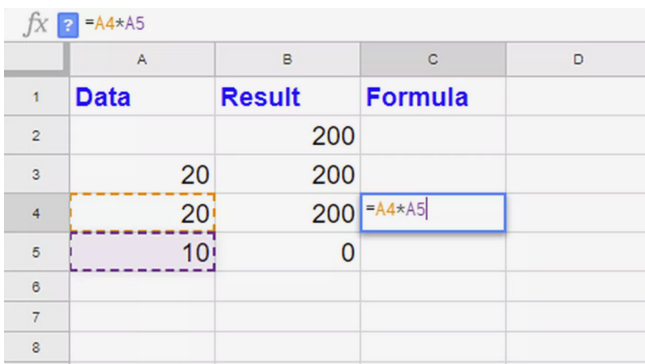 fx ? =A4*A5
A B C D
1 Data Result Formula
2 200
3 20 200
4 20 200 =A4*A5
5 10 0
6
7
8